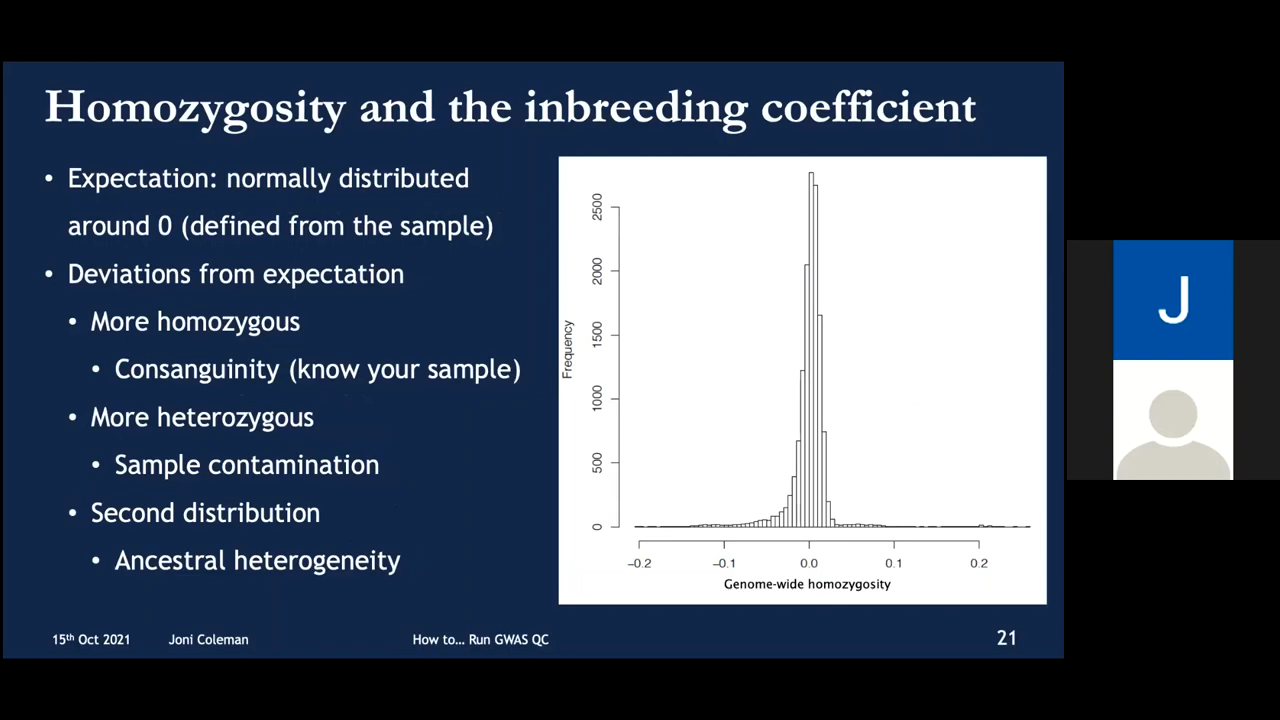 Homozygosity and the inbreeding coefficient
• Expectation: normally distributed
around 0 (defined from the sample)
• Deviations from expectation
• More homozygous
• Consanguinity (know your sample)
• More heterozygous
• Sample contamination
• Second distribution
• Ancestral heterogeneity
Frequency
2500
2000
1500
1000
500
0
−0.2 −0.1 0.0 0.1 0.2
Genome-wide homozygosity
J
15th Oct 2021 Joni Coleman How to... Run GWAS QC 21